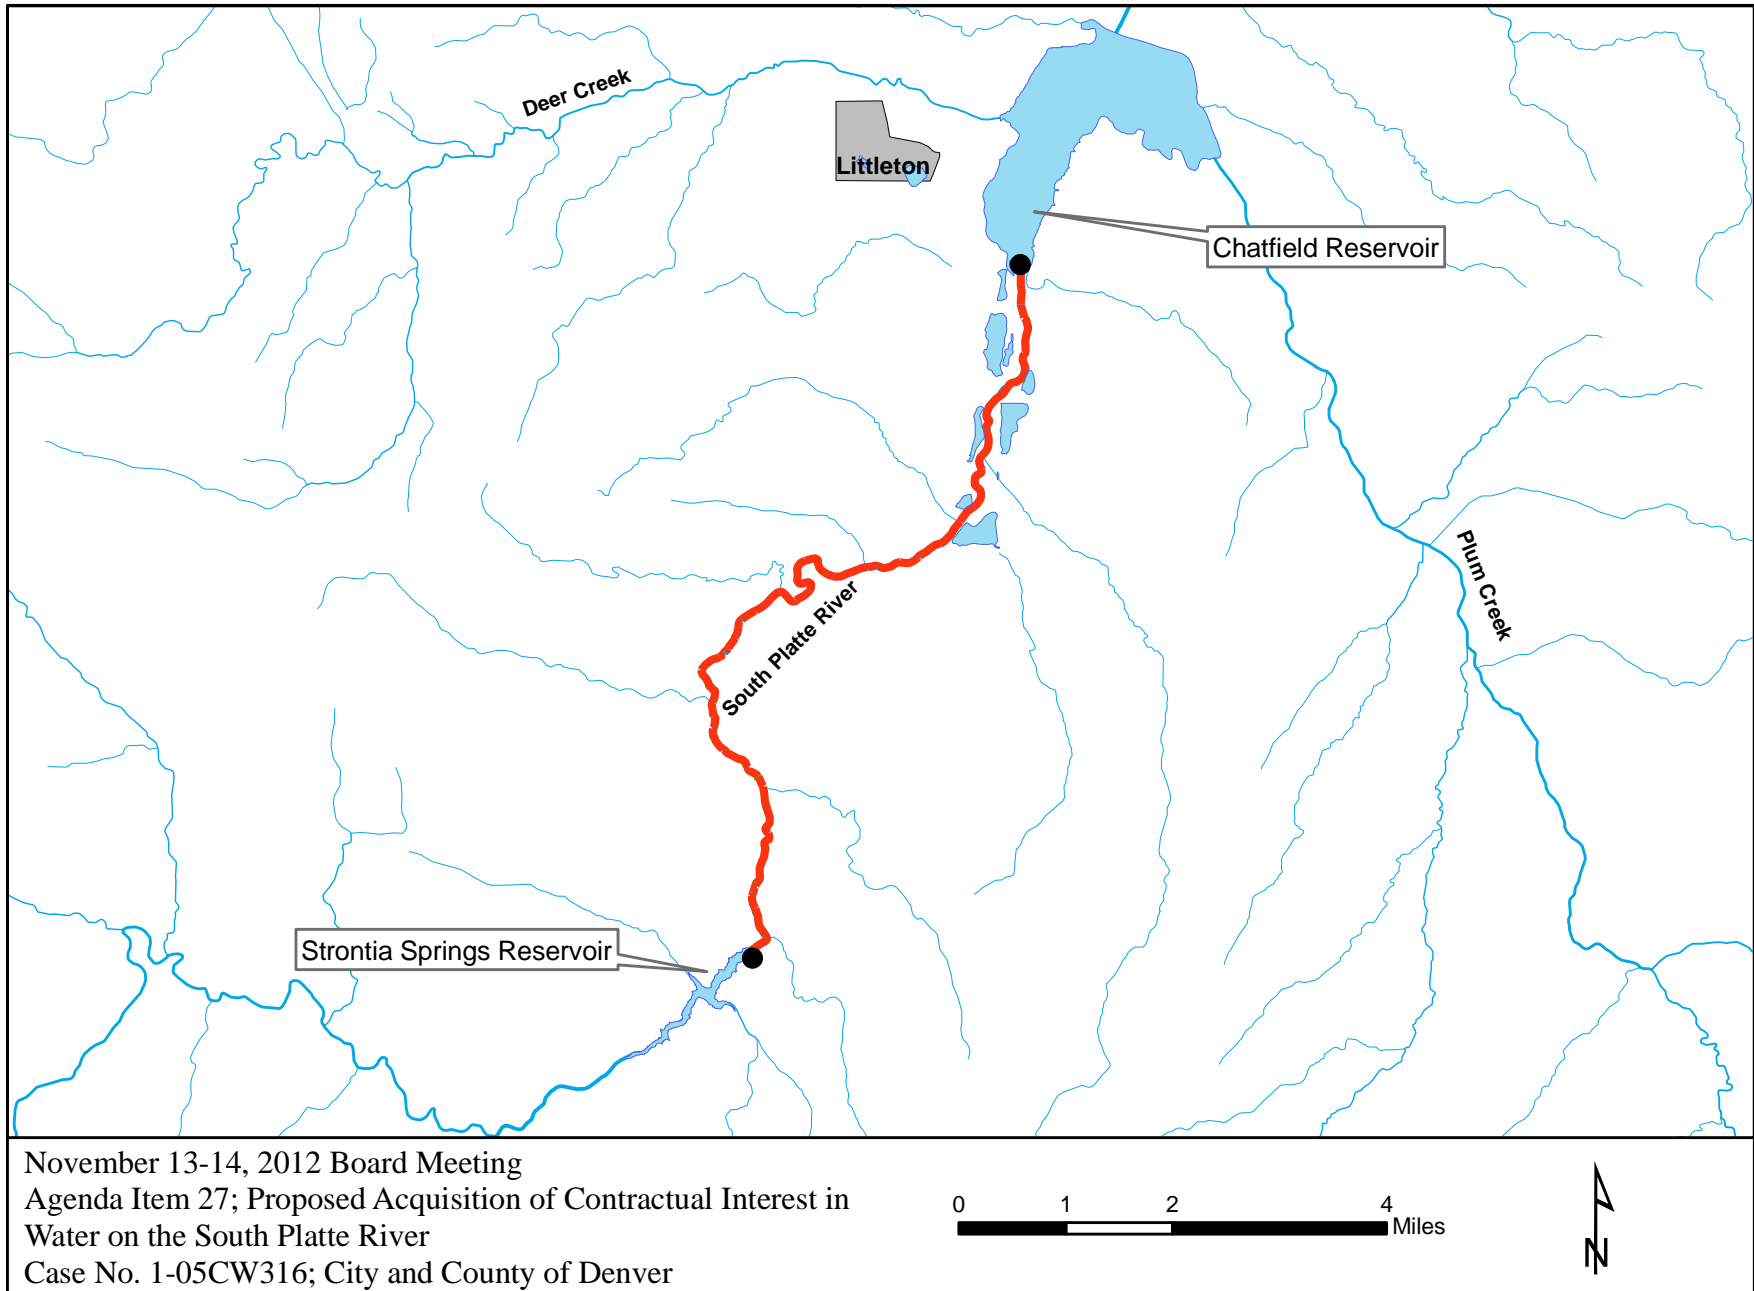 Deer Creek
Littleton
Chatfield Reservoir
Plum Creek
South Platte River
Strontia Springs Reservoir
November 13-14, 2012 Board Meeting
Agenda Item 27; Proposed Acquisition of Contractual Interest in
Water on the South Platte River
Case No. 1-05CW316; City and County of Denver
0 1 2 4
Miles
N